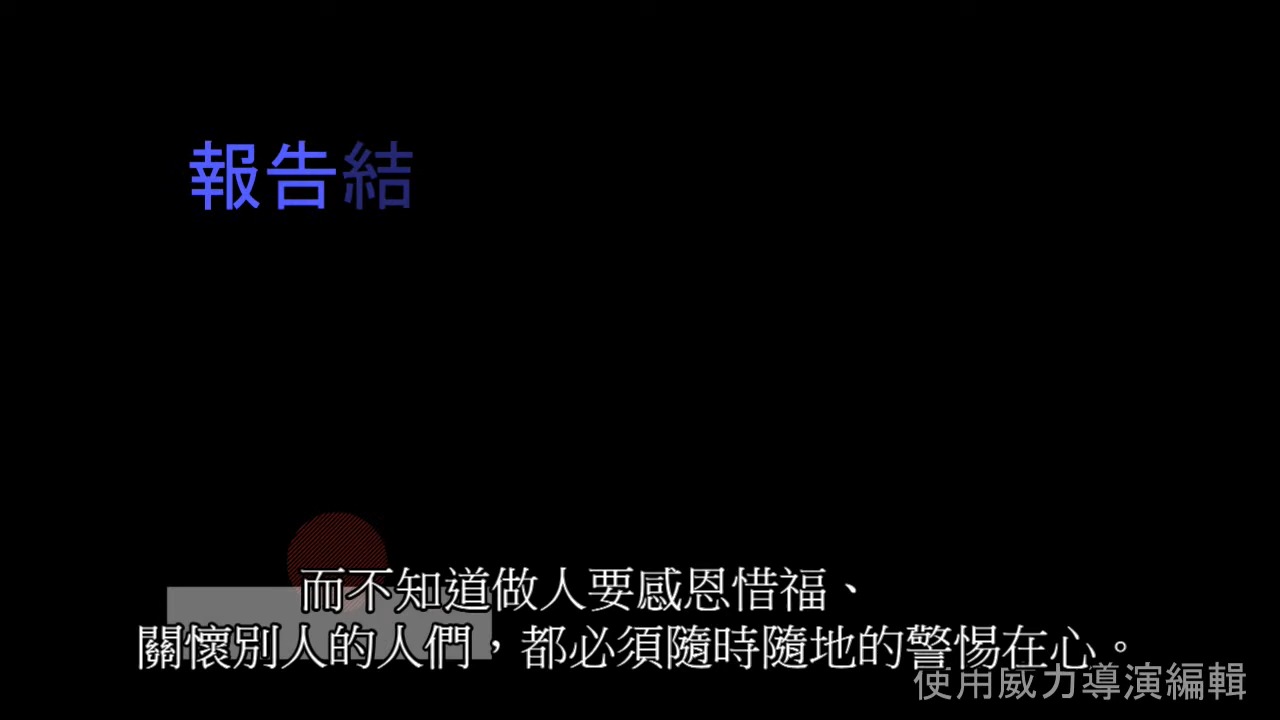 報告結
而不知道做人要感恩惜福、
關懷別人的人們，都必須隨時隨地的警惕在心。
使用威力導演編輯